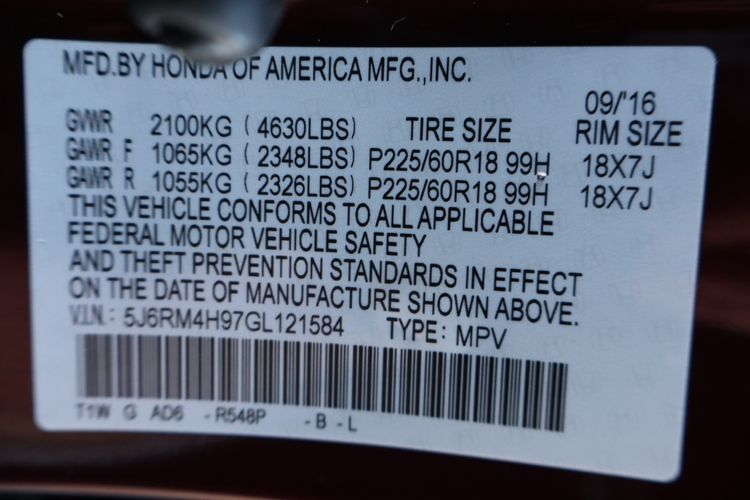 MFD.BY HONDA OF AMERICA MFG.,INC.
09/'16
GVWR 2100KG ( 4630LBS) TIRE SIZE RIM SIZE
GAWR F 1065KG ( 2348LBS) P225/60R18 99H 18X7J
GAWR R 1055KG ( 2326LBS) P225/60R18 99H 18X7J
THIS VEHICLE CONFORMS TO ALL APPLICABLE
FEDERAL MOTOR VEHICLE SAFETY
AND THEFT PREVENTION STANDARDS IN EFFECT
ON THE DATE OF MANUFACTURE SHOWN ABOVE.
V.I.N.: 5J6RM4H97GL121584 TYPE: MPV
T1W G AD6 -R548P -B-L